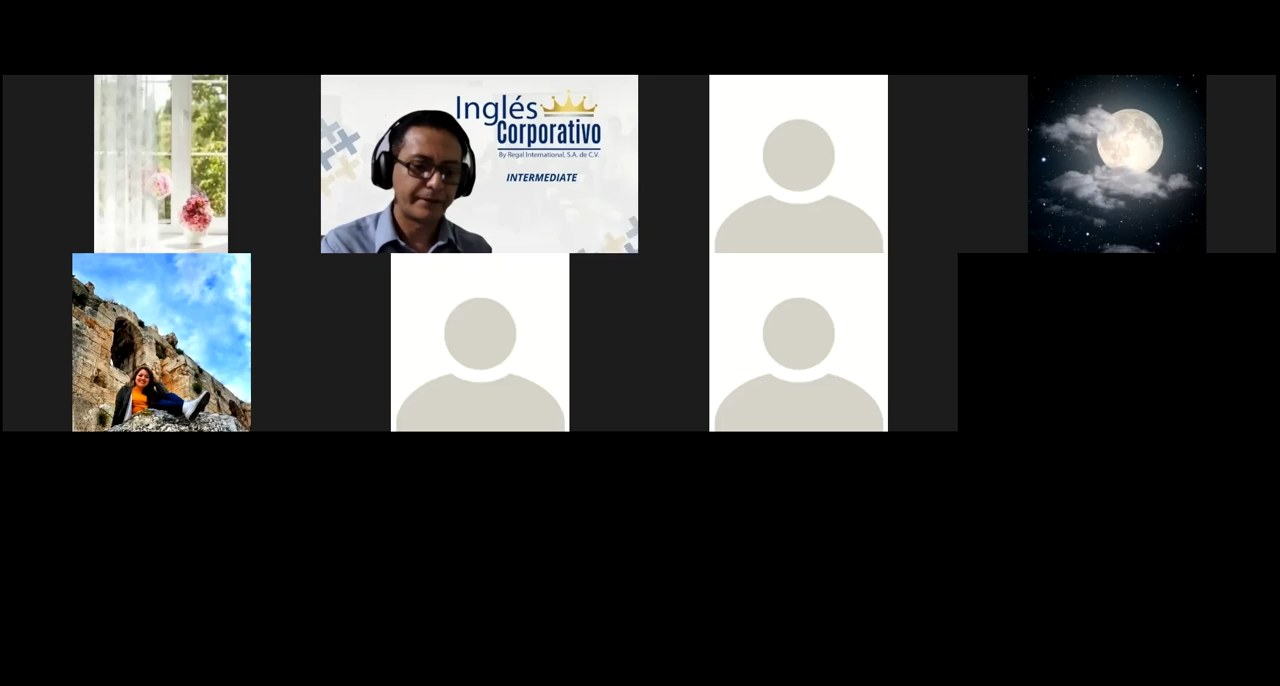 Inglés
Corporativo
By Regal International, S.A. de C.V.
INTERMEDIATE